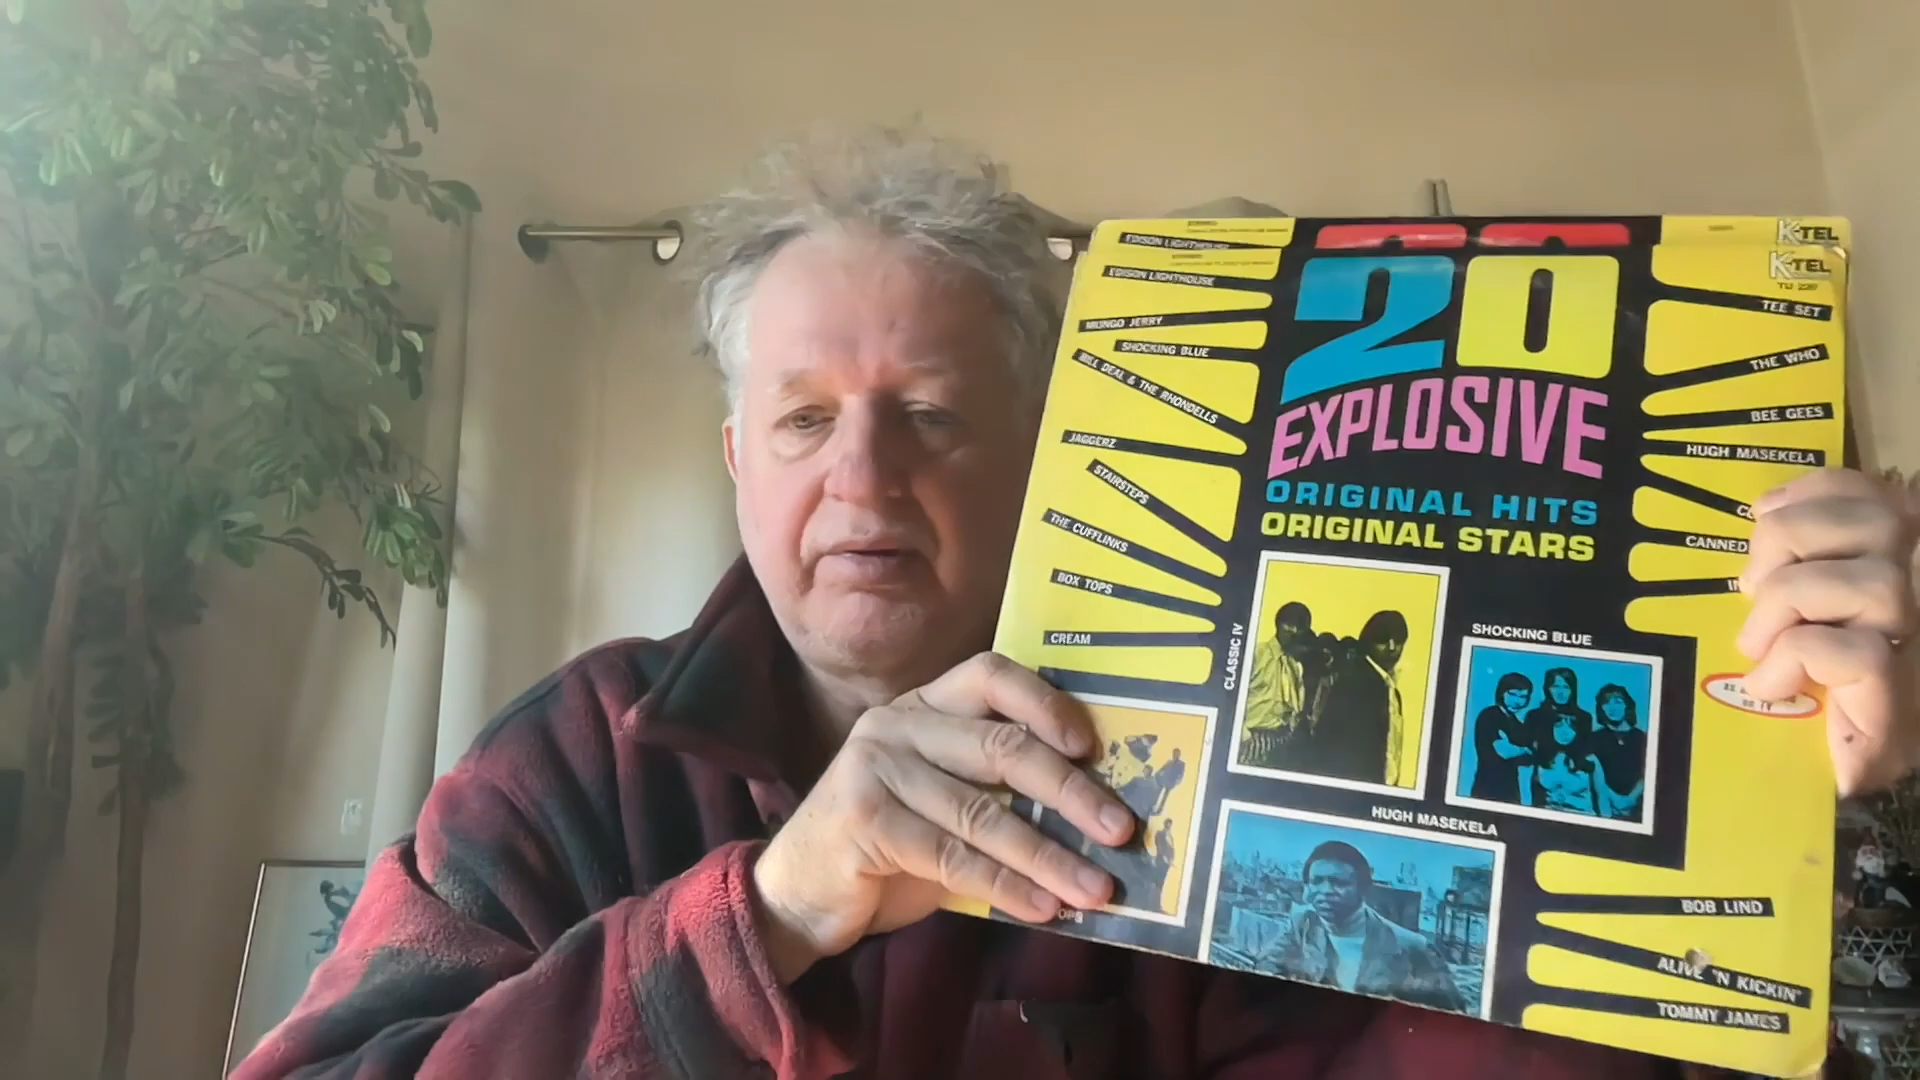 EDISON LIGHTHOUSE
K-TEL
EDISON LIGHTHOUSE
K-TEL
MUNGO JERRY
SHOCKING BLUE
BILL DEAL & THE RHONDELLS
JAGGERZ
STAIRSTEPS
THE CUFFLINKS
BOX TOPS
CREAM
20
EXPLOSIVE
ORIGINAL HITS
ORIGINAL STARS
TEE SET
THE WHO
BEE GEES
HUGH MASEKELA
CANNED
CLASSIC IV
SHOCKING BLUE
HUGH MASEKELA
BOB LIND
ALIVE 'N KICKIN'
TOMMY JAMES